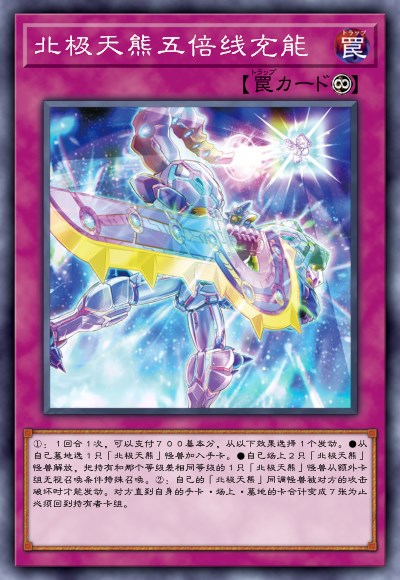 北极天熊五倍线充能
トラップ
罠
トラップ
【罠カード】
①：1回合1次，可以支付700基本分，从以下效果选择1个发动。●从
自己墓地选1只「北极天熊」怪兽加入手卡。●自己场上2只「北极天熊」
怪兽解放，把持有和那个等级差相同等级的1只「北极天熊」怪兽从额外卡
组无视召唤条件特殊召唤。②：自己的「北极天熊」同调怪兽被对方的攻击
破坏时才能发动。对方直到自身的手卡・场上・墓地的卡合计变成7张为止
必须回到持有者卡组。